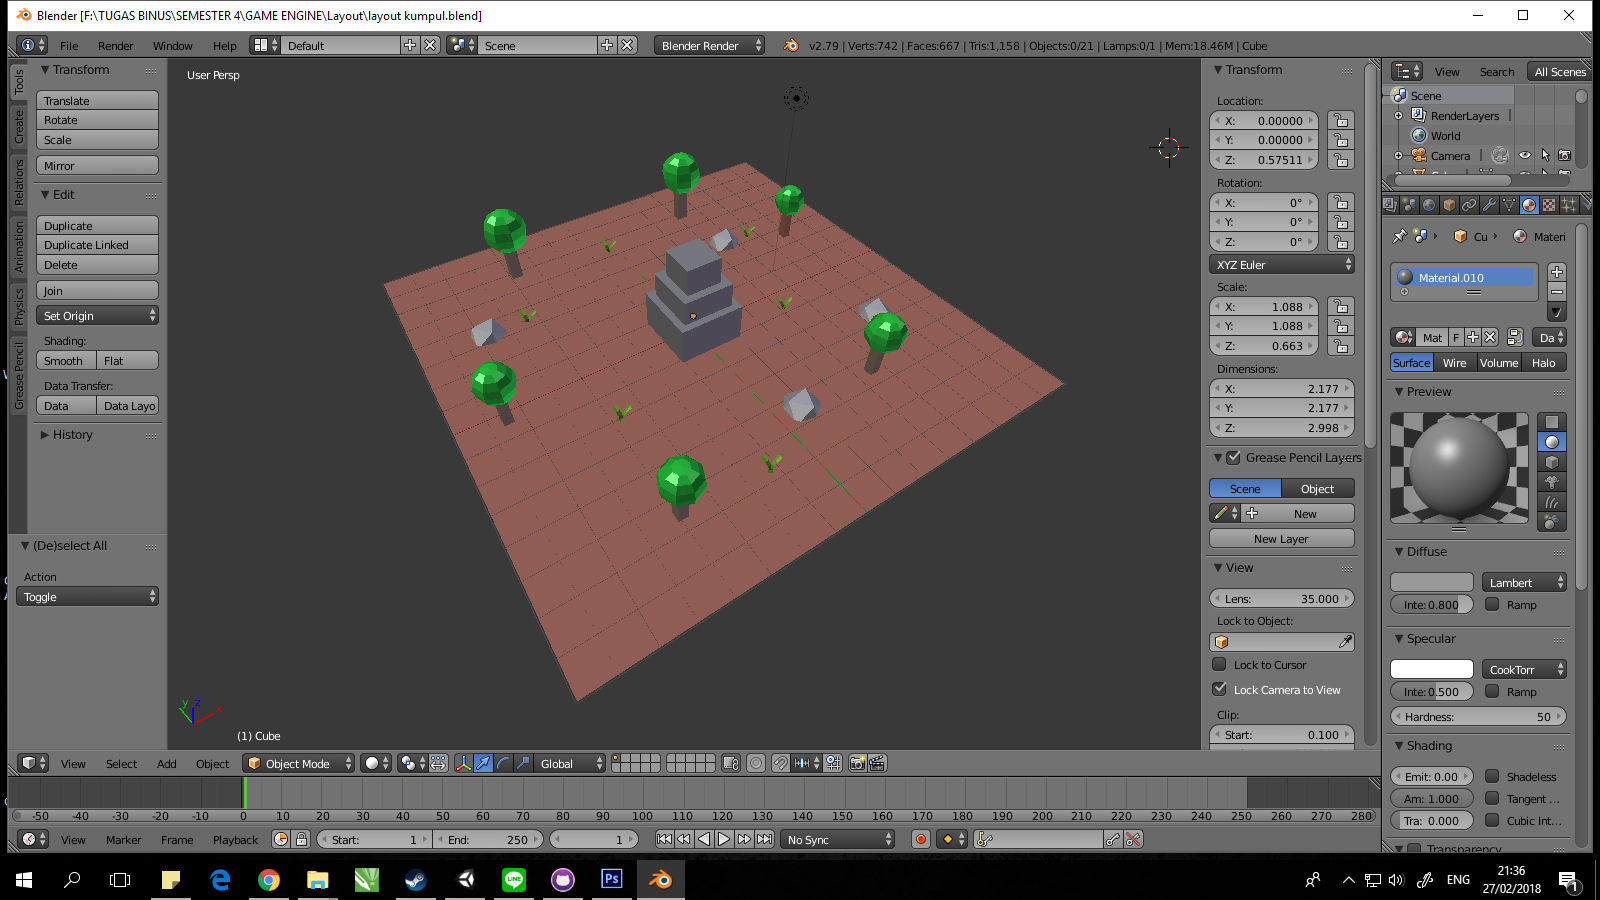 Blender [F:\TUGAS BINUS\SEMESTER 4\GAME ENGINE\Layout\layout kumpul.blend]
File Render Window Help Default Scene Blender Render v2.79 | Verts:742 | Faces:667 | Tris:1,158 | Objects:0/21 | Lamps:0/1 | Mem:18.46M | Cube
Tools
Create
Relations
Animation
Physics
Grease Pencil
Transform
Translate
Rotate
Scale
Mirror
Edit
Duplicate
Duplicate Linked
Delete
Join
Set Origin
Shading:
Smooth Flat
Data Transfer:
Data Data Layo
History
(De)select All
Action
Toggle
User Persp
y z x
(1) Cube
Transform
Location:
X: 0.00000
Y: 0.00000
Z: 0.57511
Rotation:
X: 0°
Y: 0°
Z: 0°
XYZ Euler
Scale:
X: 1.088
Y: 1.088
Z: 0.663
Dimensions:
X: 2.177
Y: 2.177
Z: 2.998
Grease Pencil Layers
Scene Object
New
New Layer
View
Lens: 35.000
Lock to Object:
Lock to Cursor
Lock Camera to View
Clip:
Start: 0.100
View Search All Scenes
Scene
RenderLayers
World
Camera
Cu Materi
Material.010
Mat F Da
Surface Wire Volume Halo
Preview
Diffuse
Lambert
Inte: 0.800 Ramp
Specular
CookTorr
Inte: 0.500 Ramp
Hardness: 50
Shading
Emit: 0.00 Shadeless
Am: 1.000 Tangent ...
Tra: 0.000 Cubic Int...
Transparency
View Select Add Object Object Mode Global
-50 -40 -30 -20 -10 0 10 20 30 40 50 60 70 80 90 100 110 120 130 140 150 160 170 180 190 200 210 220 230 240 250 260 270 280
View Marker Frame Playback Start: 1 End: 250 1 No Sync
LINE Ps ENG
21:36
27/02/2018
1